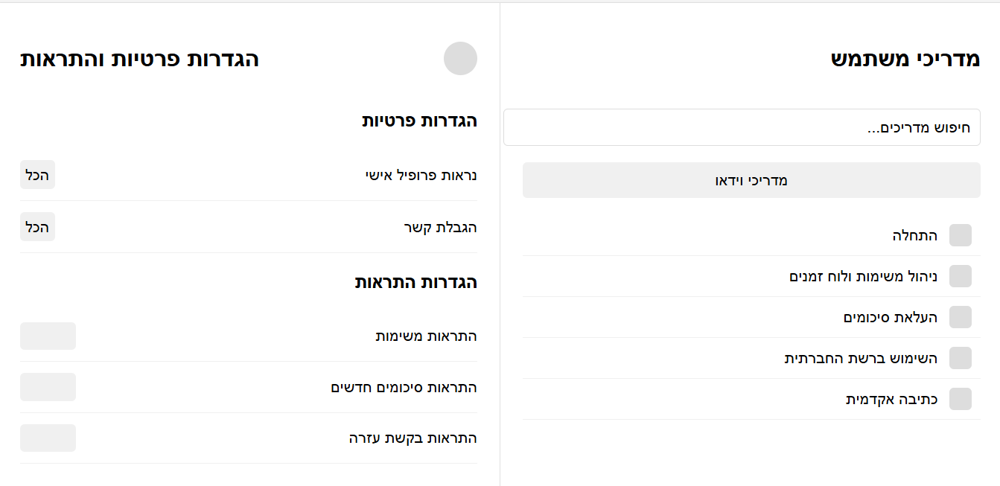 מדריכי משתמש
חיפוש מדריכים...
מדריכי וידאו
התחלה
ניהול משימות ולוח זמנים
העלאת סיכומים
השימוש ברשת החברתית
כתיבה אקדמית
הגדרות פרטיות והתראות
הגדרות פרטיות
נראות פרופיל אישי
הכל
הגבלת קשר
הכל
הגדרות התראות
התראות משימות
התראות סיכומים חדשים
התראות בקשת עזרה